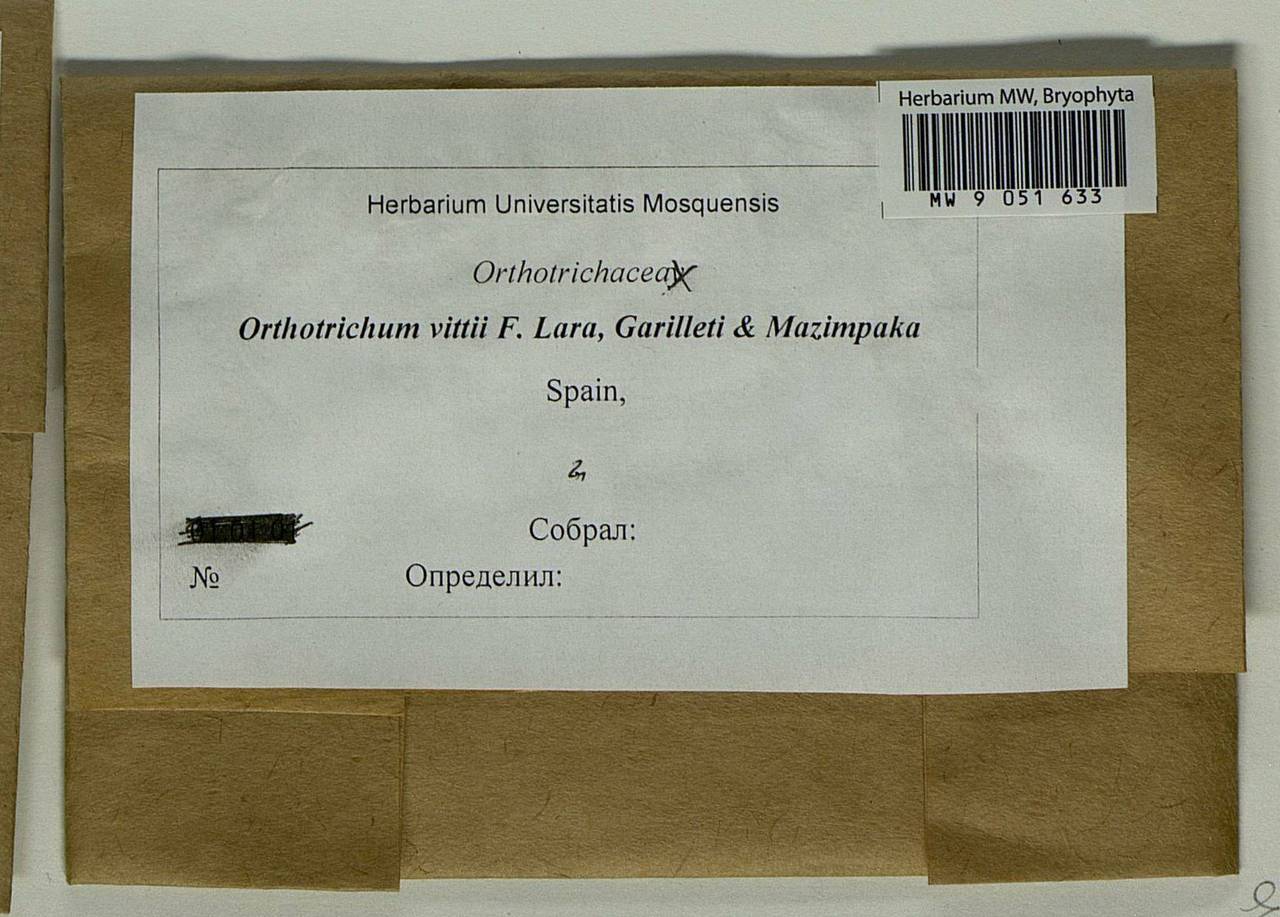 Herbarium MW, Bryophyta
MW 9 051 633
Herbarium Universitatis Mosquensis
Orthotrichacea
Orthotrichum vittii F. Lara, Garilleti & Mazimpaka
Spain,
Собрал:
№ Определил: